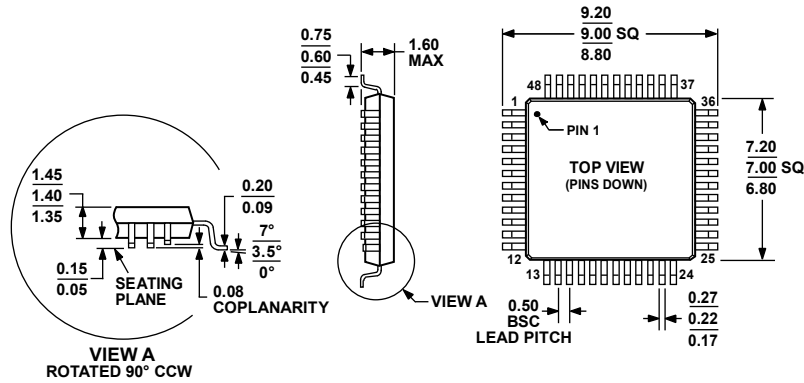 0.75
0.60
0.45
1.60
MAX
9.20
9.00 SQ
8.80
48
37
1
36
PIN 1
TOP VIEW
(PINS DOWN)
7.20
7.00 SQ
6.80
12
25
13
24
1.45
1.40
1.35
0.20
0.09
7°
3.5°
0°
0.15
0.05
SEATING
PLANE
0.08
COPLANARITY
VIEW A
0.50
BSC
LEAD PITCH
0.27
0.22
0.17
VIEW A
ROTATED 90° CCW